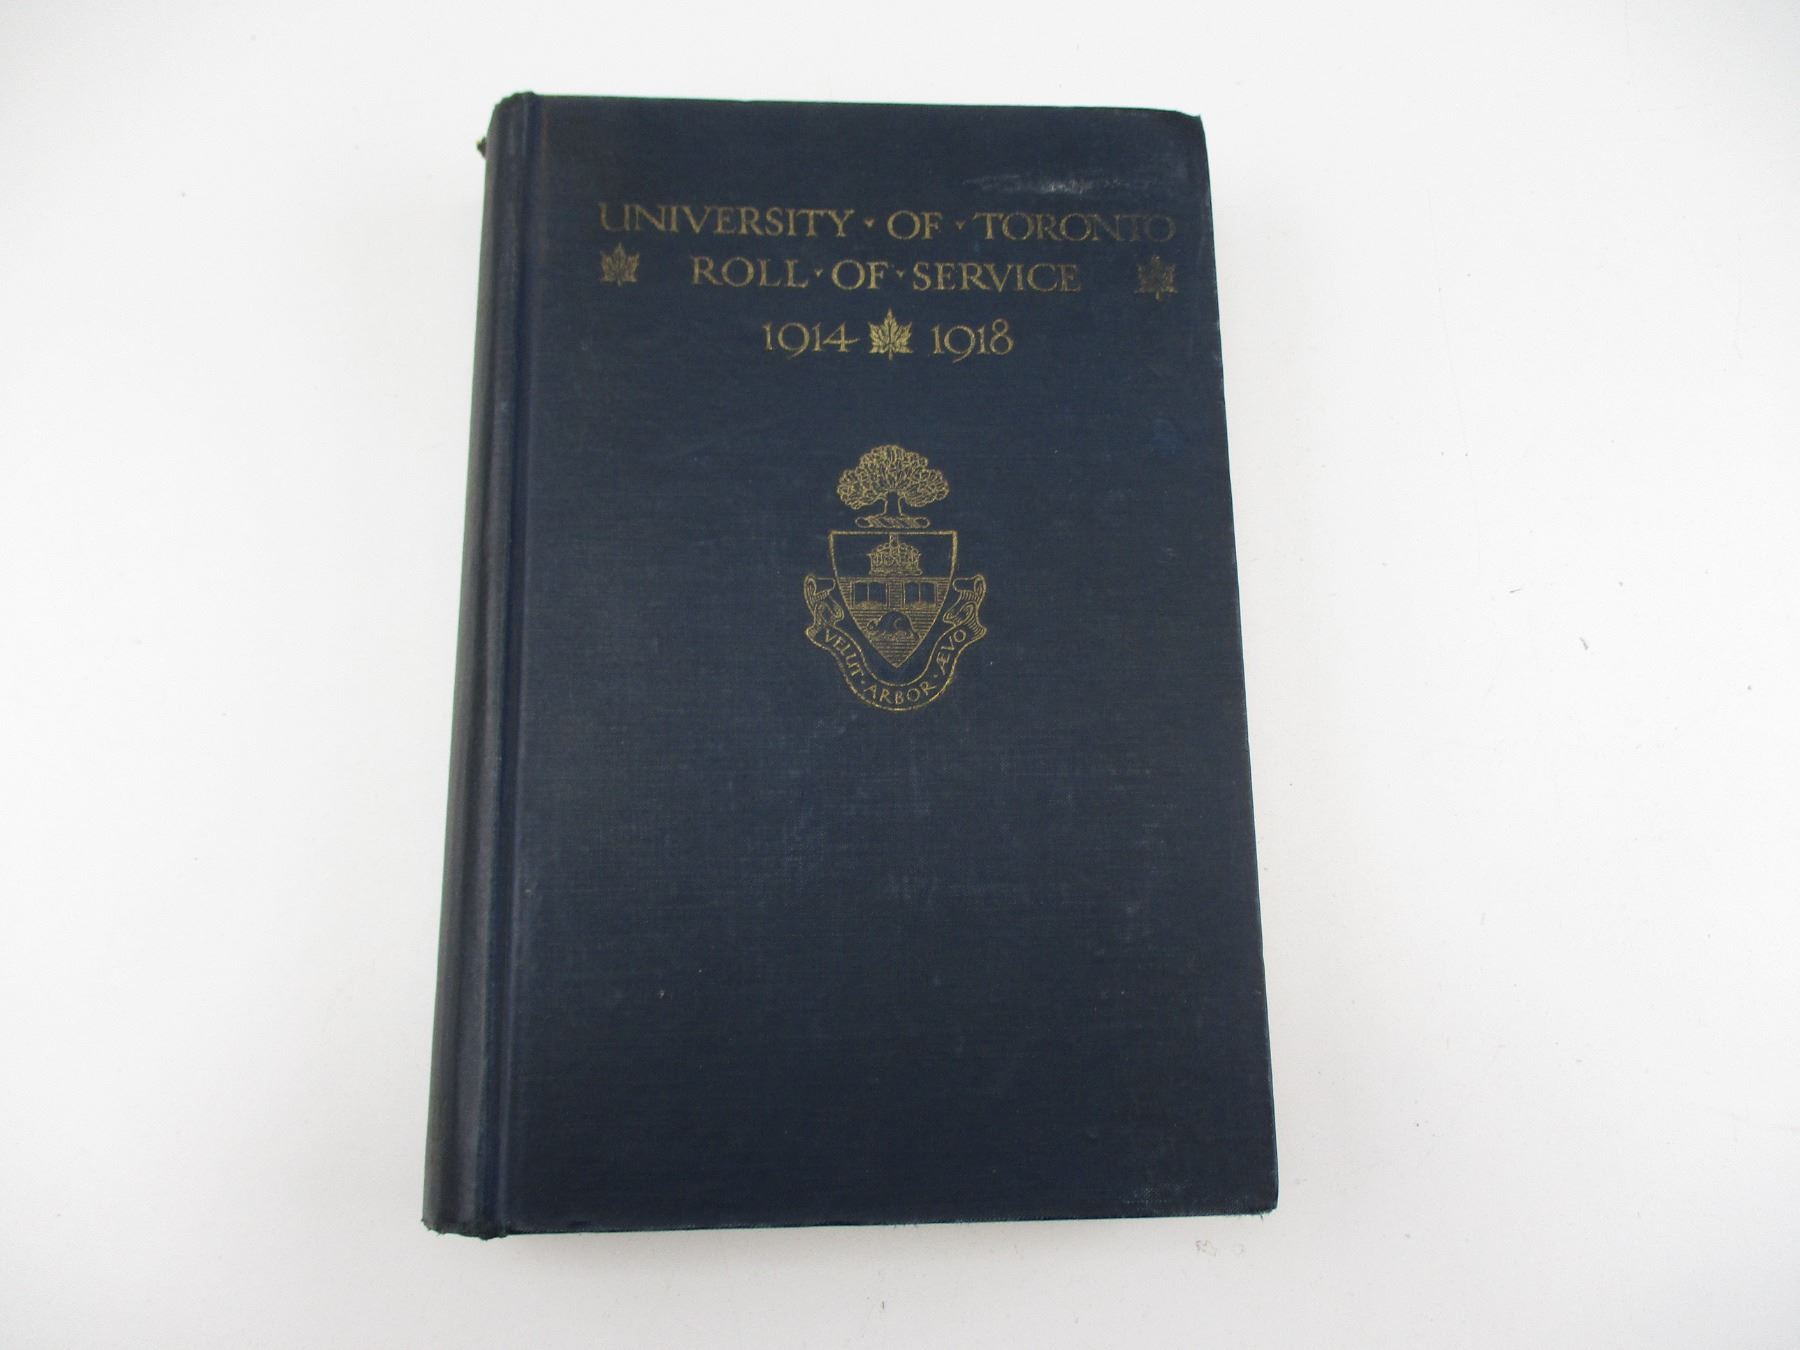 UNIVERSITY · OF · TORONTO
ROLL · OF · SERVICE
1914 1918
VELUT · ARBOR · ÆVO